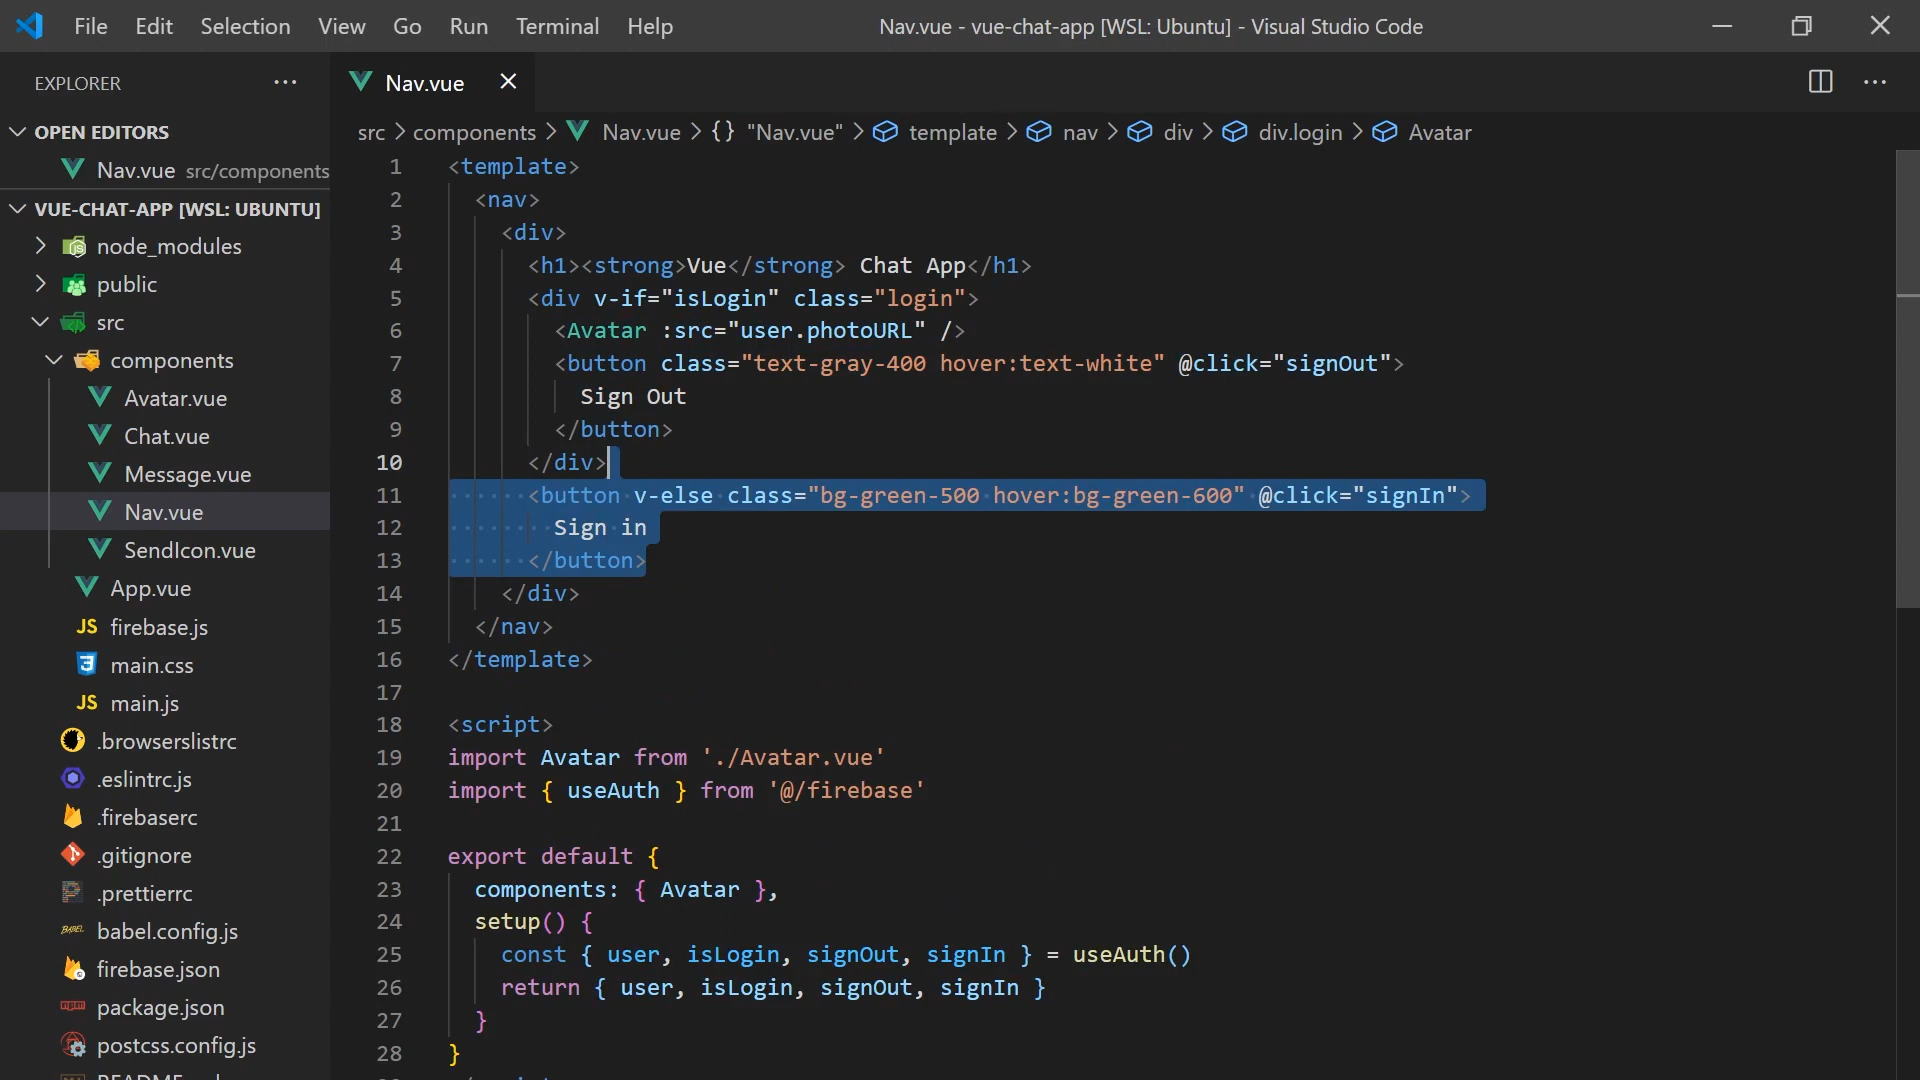 File Edit Selection View Go Run Terminal Help
Nav.vue - vue-chat-app [WSL: Ubuntu] - Visual Studio Code
EXPLORER
OPEN EDITORS
Nav.vue src/components
VUE-CHAT-APP [WSL: UBUNTU]
node_modules
public
src
components
Avatar.vue
Chat.vue
Message.vue
Nav.vue
SendIcon.vue
App.vue
JS firebase.js
main.css
JS main.js
.browserslistrc
.eslintrc.js
.firebaserc
.gitignore
.prettierrc
babel.config.js
firebase.json
package.json
postcss.config.js
Nav.vue
src > components > Nav.vue > {} "Nav.vue" > template > nav > div > div.login > Avatar
1 <template>
2 <nav>
3 <div>
4 <h1><strong>Vue</strong> Chat App</h1>
5 <div v-if="isLogin" class="login">
6 <Avatar :src="user.photoURL" />
7 <button class="text-gray-400 hover:text-white" @click="signOut">
8 Sign Out
9 </button>
10 </div>
11 <button v-else class="bg-green-500 hover:bg-green-600" @click="signIn">
12 Sign in
13 </button>
14 </div>
15 </nav>
16 </template>
17
18 <script>
19 import Avatar from './Avatar.vue'
20 import { useAuth } from '@/firebase'
21
22 export default {
23 components: { Avatar },
24 setup() {
25 const { user, isLogin, signOut, signIn } = useAuth()
26 return { user, isLogin, signOut, signIn }
27 }
28 }